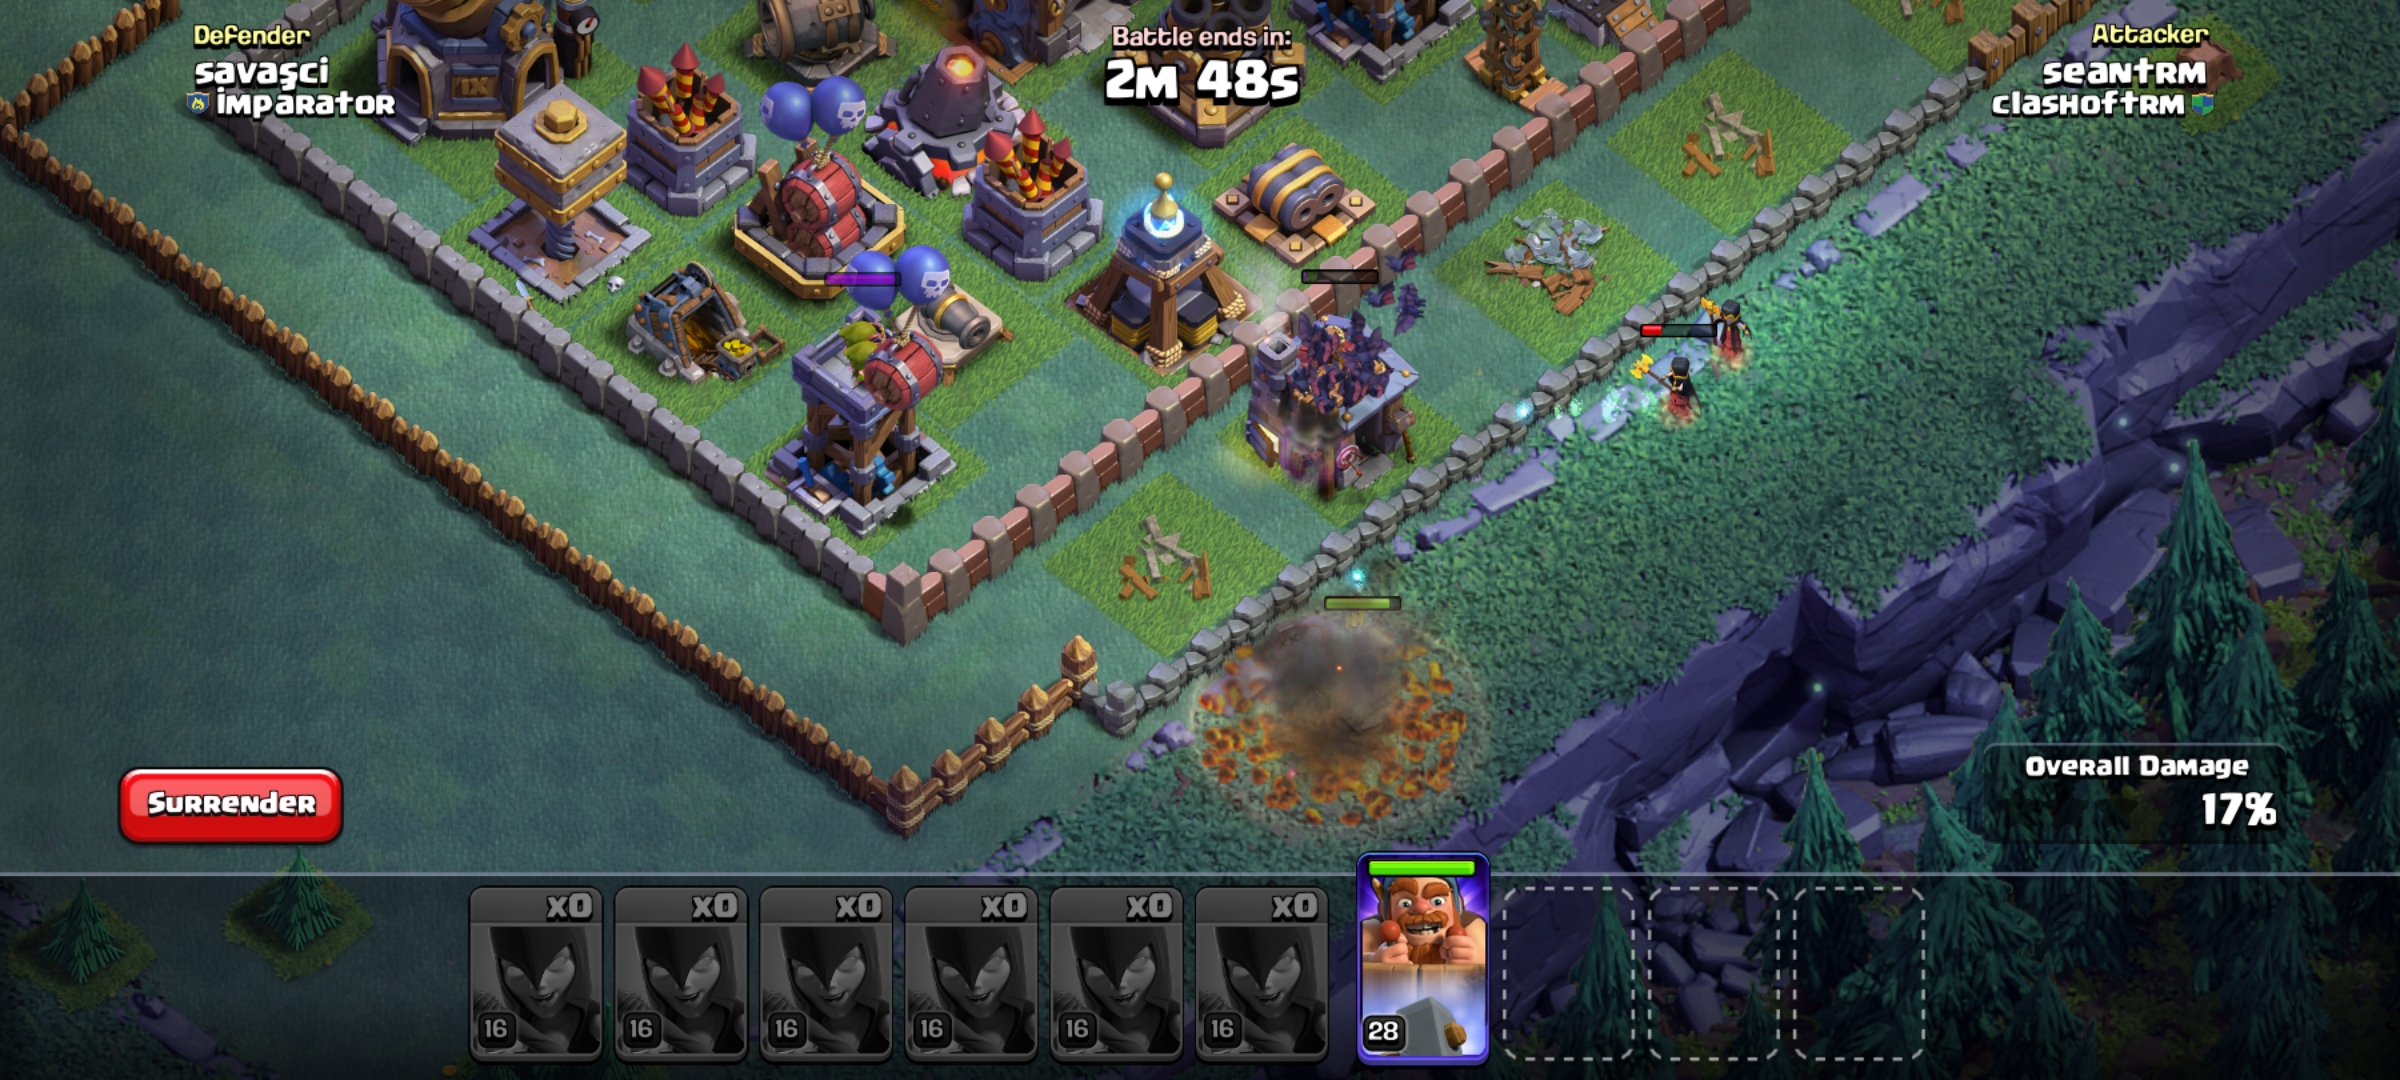 Defender
savaşci
imparator
Battle ends in:
2M 48s
Attacker
seantRM
clashoftRM
IX
Surrender
Overall Damage
17%
x0
x0
x0
x0
x0
x0
16
16
16
16
16
16
28